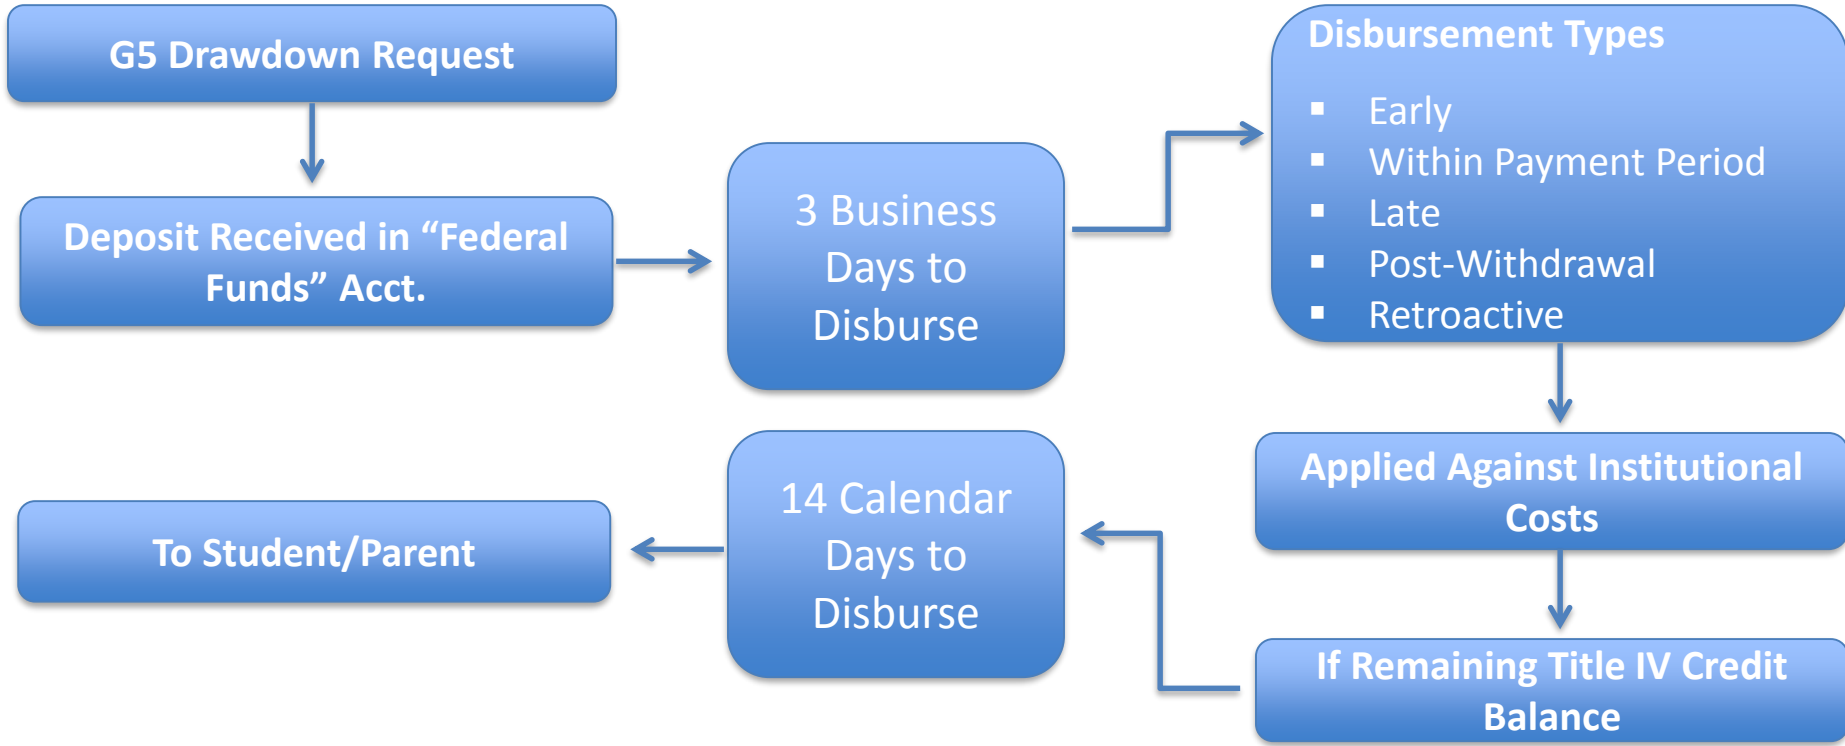 G5 Drawdown Request
Deposit Received in “Federal
Funds” Acct.
3 Business
Days to
Disburse
Disbursement Types
▪ Early
▪ Within Payment Period
▪ Late
▪ Post-Withdrawal
▪ Retroactive
Applied Against Institutional
Costs
If Remaining Title IV Credit
Balance
14 Calendar
Days to
Disburse
To Student/Parent